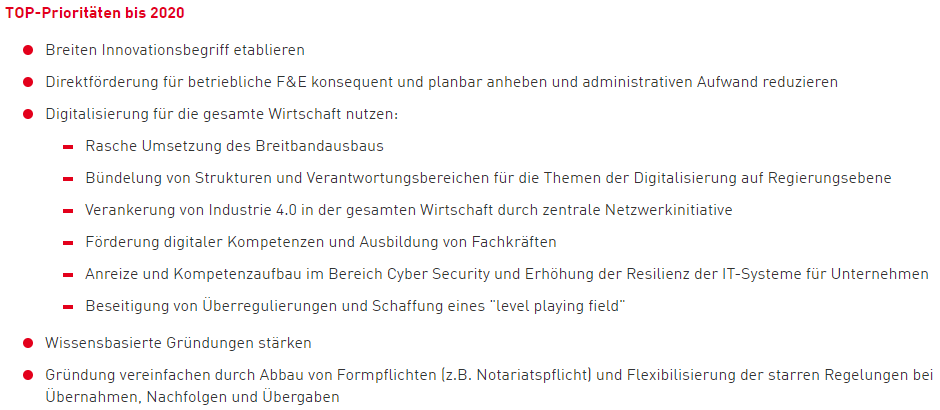 TOP-Prioritäten bis 2020
Breiten Innovationsbegriff etablieren
Direktförderung für betriebliche F&E konsequent und planbar anheben und administrativen Aufwand reduzieren
Digitalisierung für die gesamte Wirtschaft nutzen:
Rasche Umsetzung des Breitbandausbaus
Bündelung von Strukturen und Verantwortungsbereichen für die Themen der Digitalisierung auf Regierungsebene
Verankerung von Industrie 4.0 in der gesamten Wirtschaft durch zentrale Netzwerkinitiative
Förderung digitaler Kompetenzen und Ausbildung von Fachkräften
Anreize und Kompetenzaufbau im Bereich Cyber Security und Erhöhung der Resilienz der IT-Systeme für Unternehmen
Beseitigung von Überregulierungen und Schaffung eines "level playing field"
Wissensbasierte Gründungen stärken
Gründung vereinfachen durch Abbau von Formpflichten (z.B. Notariatspflicht) und Flexibilisierung der starren Regelungen bei
Übernahmen, Nachfolgen und Übergaben